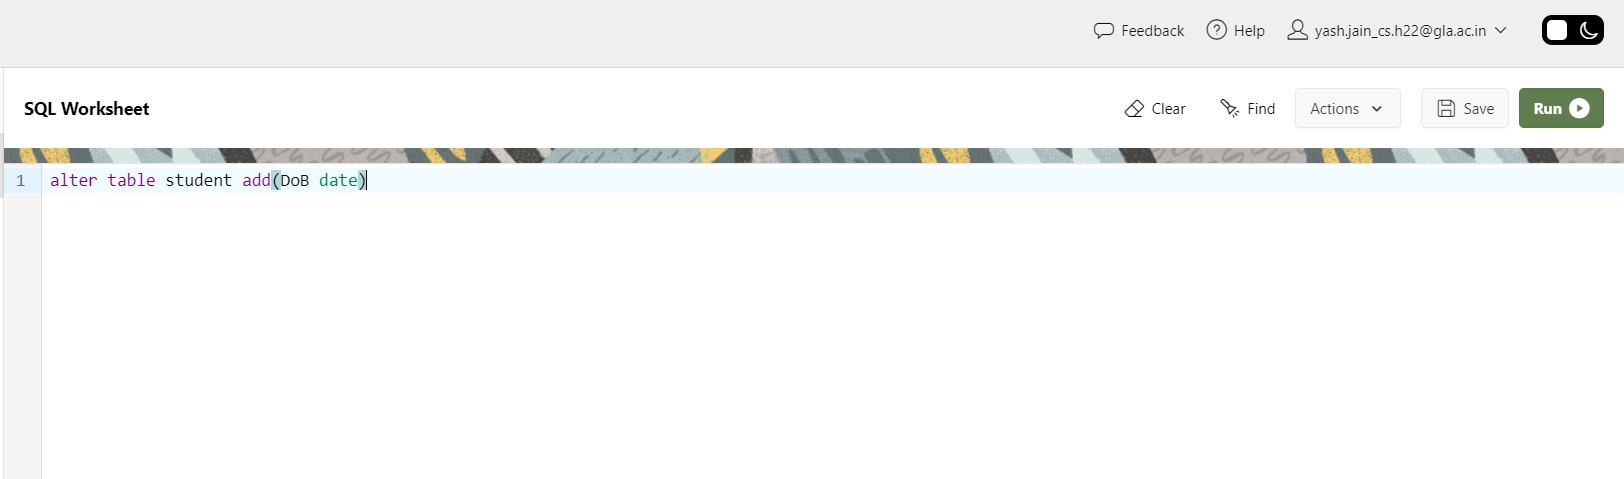 Feedback Help yash.jain_cs.h22@gla.ac.in
SQL Worksheet Clear Find Actions Save Run
1 alter table student add(DoB date)